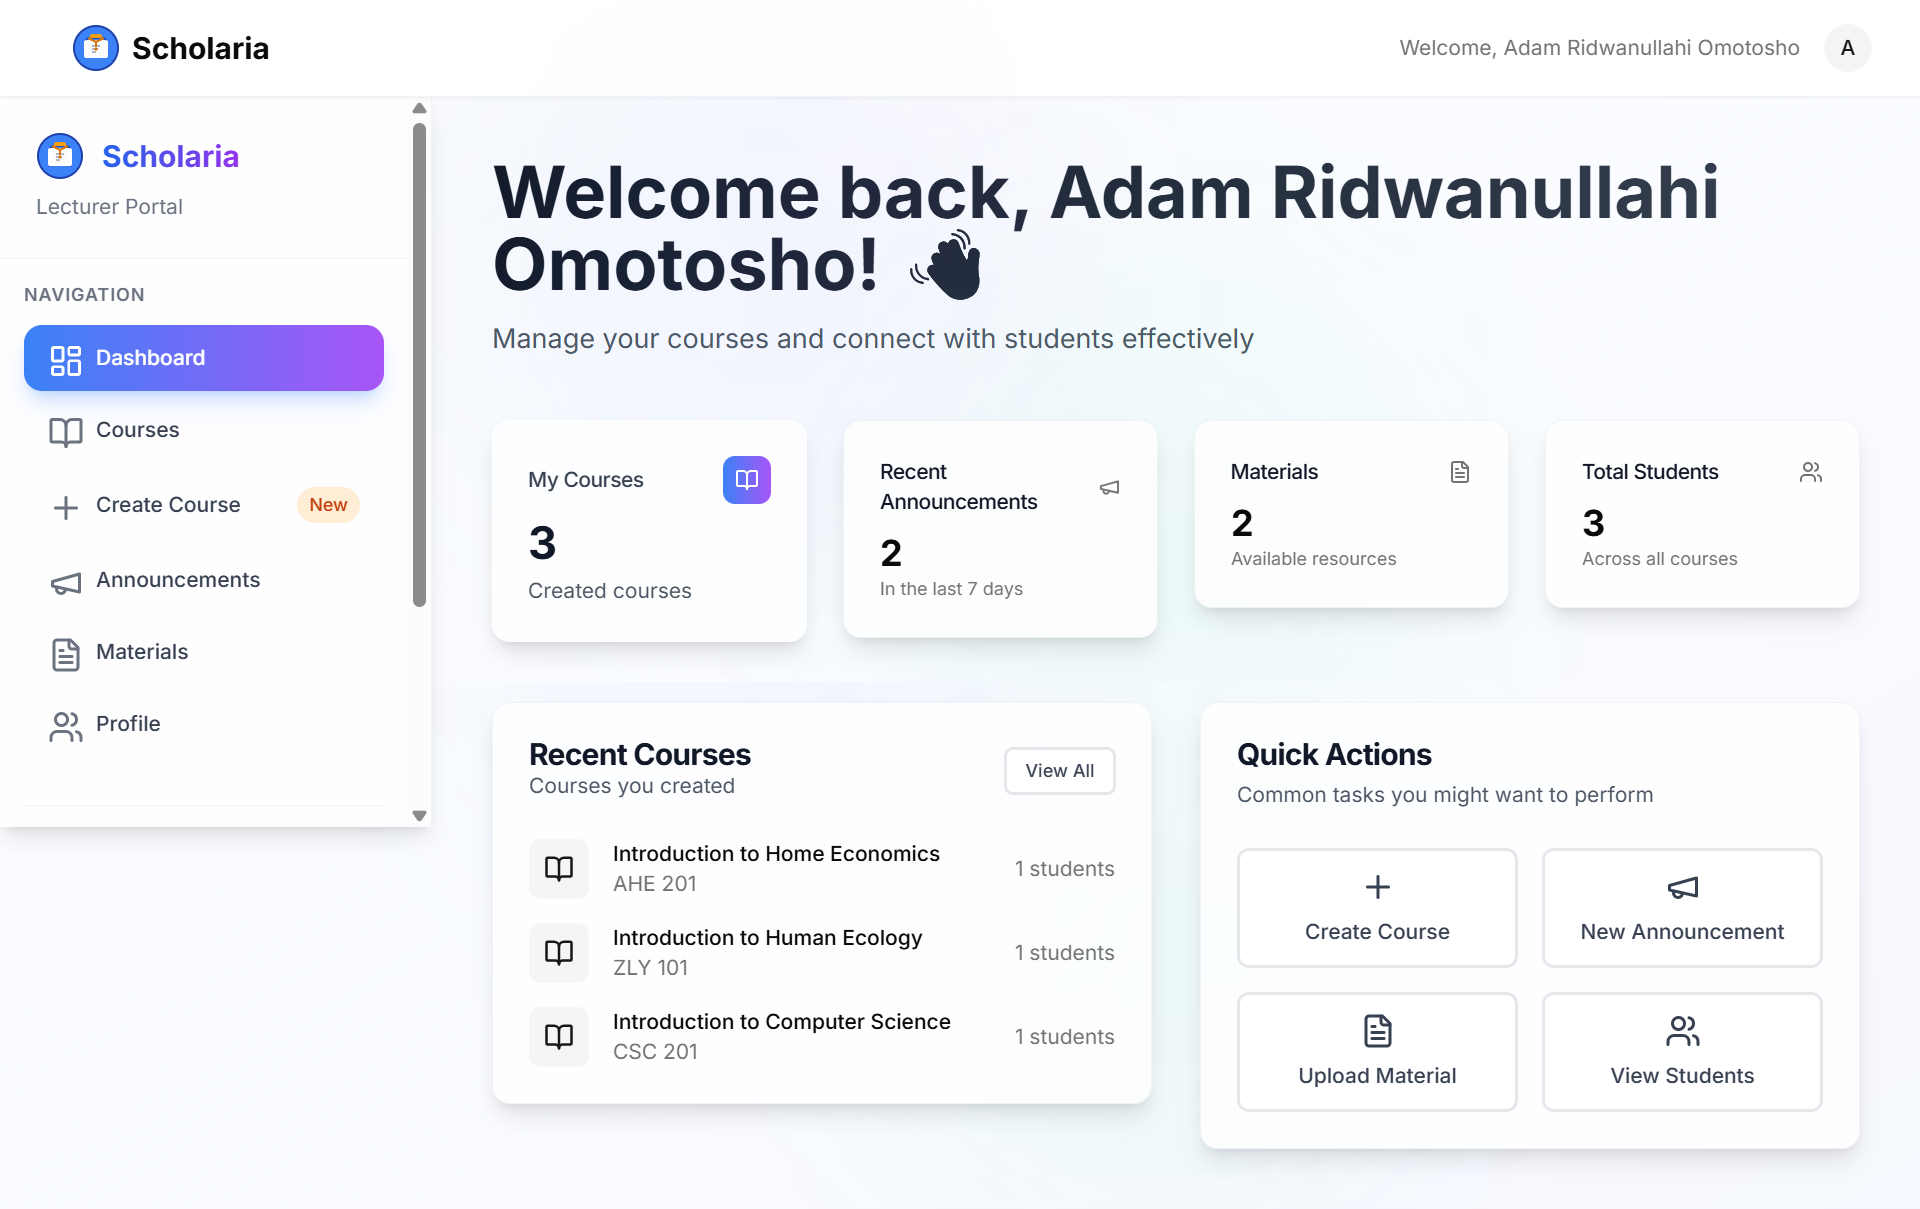 Scholaria
Welcome, Adam Ridwanullahi Omotosho
A
Scholaria
Lecturer Portal
NAVIGATION
Dashboard
Courses
Create Course
New
Announcements
Materials
Profile
Welcome back, Adam Ridwanullahi
Omotosho! 👋
Manage your courses and connect with students effectively
My Courses
3
Created courses
Recent
Announcements
2
In the last 7 days
Materials
2
Available resources
Total Students
3
Across all courses
Recent Courses
Courses you created
View All
Introduction to Home Economics
AHE 201
1 students
Introduction to Human Ecology
ZLY 101
1 students
Introduction to Computer Science
CSC 201
1 students
Quick Actions
Common tasks you might want to perform
Create Course
New Announcement
Upload Material
View Students